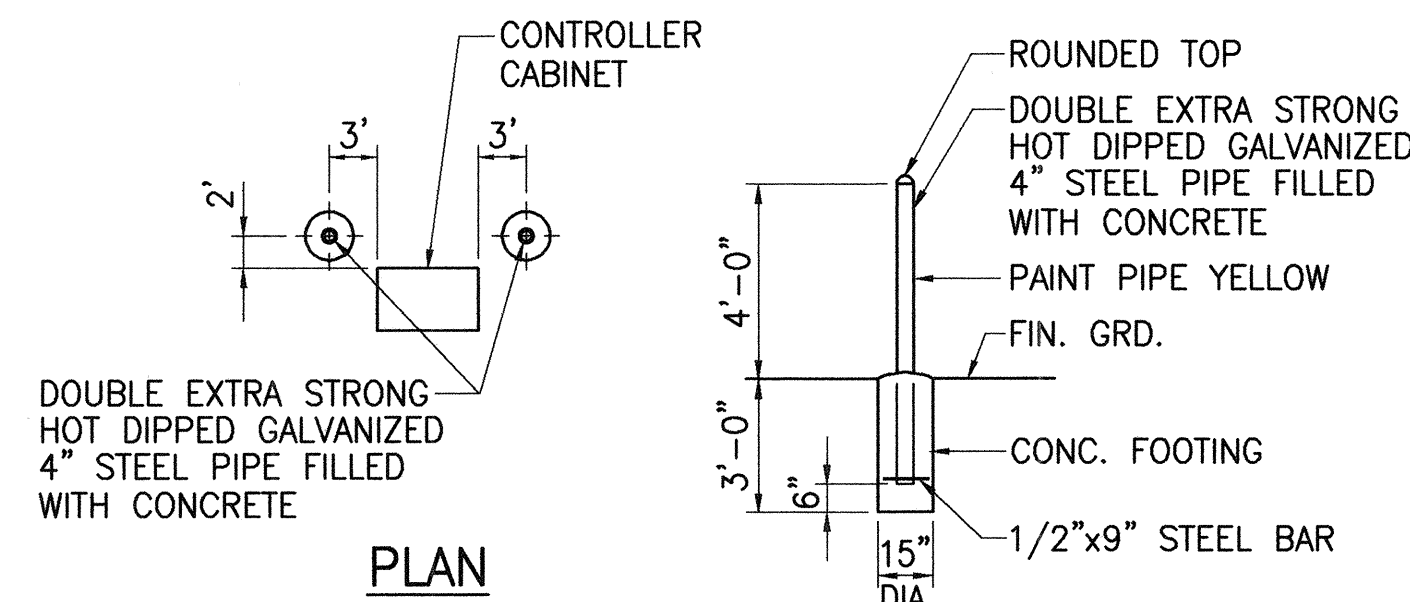 CONTROLLER
CABINET
3'
3'
2'
DOUBLE EXTRA STRONG
HOT DIPPED GALVANIZED
4" STEEL PIPE FILLED
WITH CONCRETE
PLAN
ROUNDED TOP
DOUBLE EXTRA STRONG
HOT DIPPED GALVANIZED
4" STEEL PIPE FILLED
WITH CONCRETE
4'-0"
PAINT PIPE YELLOW
FIN. GRD.
3'-0"
CONC. FOOTING
6"
1/2"x9" STEEL BAR
15"
DIA